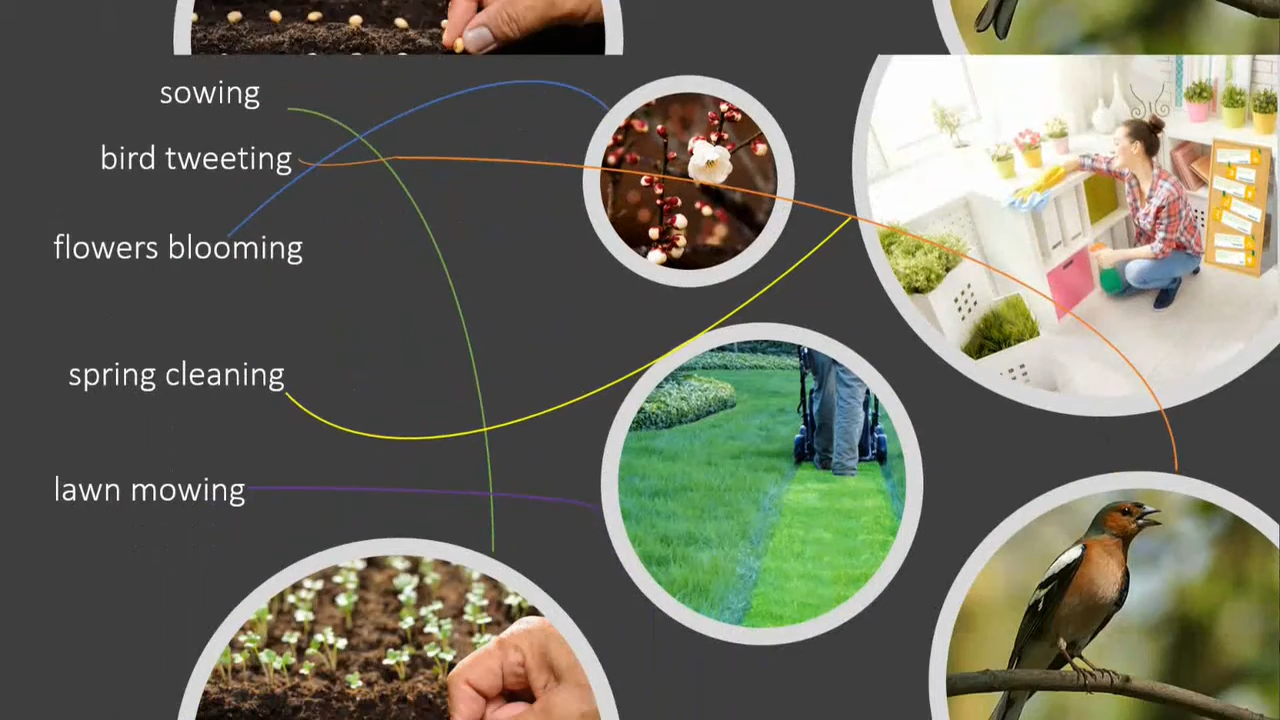 sowing
bird tweeting
flowers blooming
spring cleaning
lawn mowing